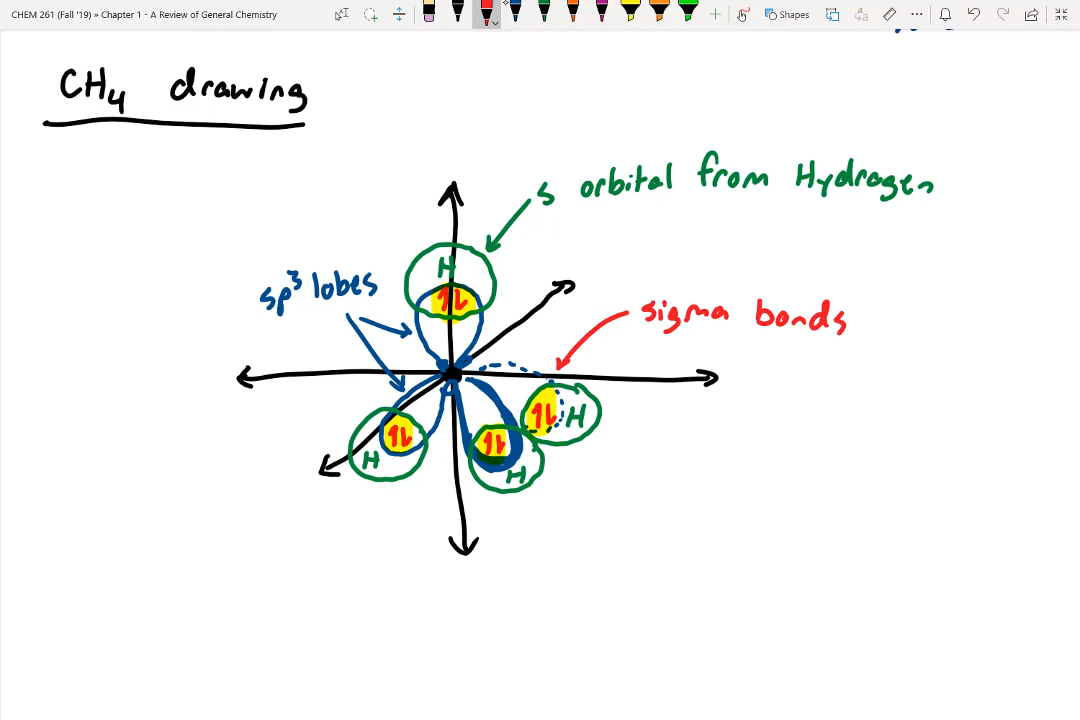 CHEM 261 (Fall '19) » Chapter 1 - A Review of General Chemistry
Shapes
CH4 drawing
s orbital from Hydrogen
sp³ lobes
sigma bonds
H
H
H
H